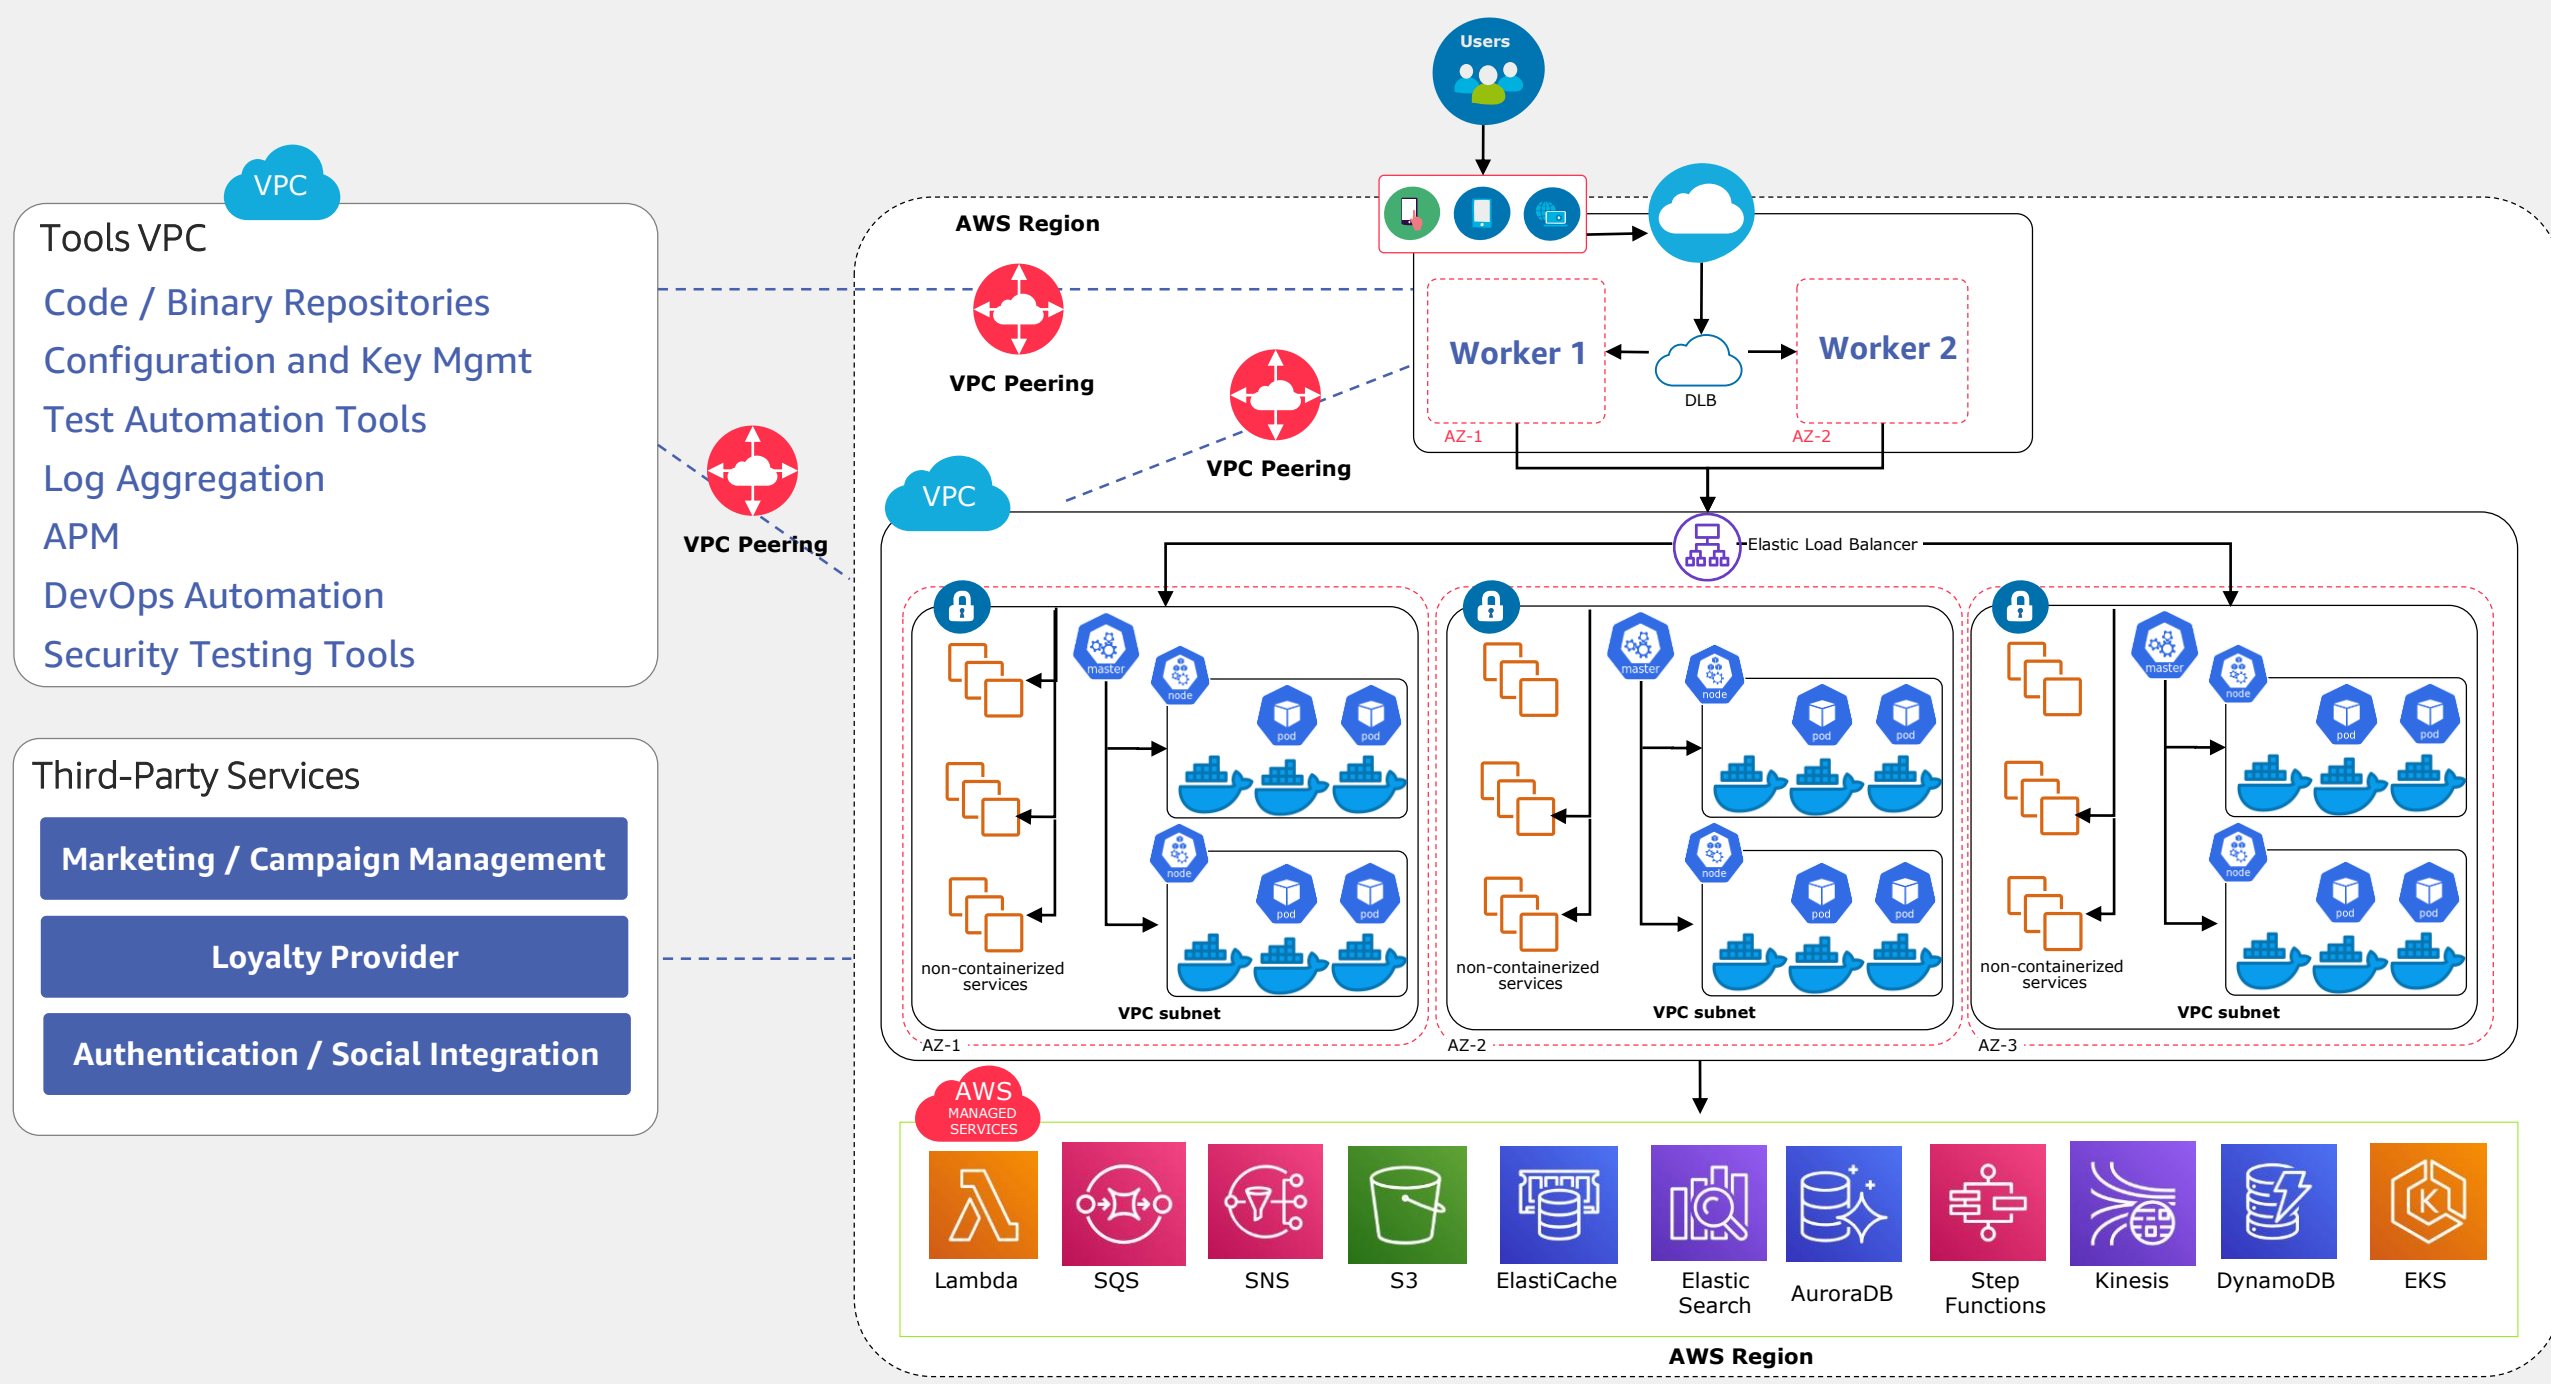 Users
VPC
Tools VPC
Code / Binary Repositories
Configuration and Key Mgmt
Test Automation Tools
Log Aggregation
APM
DevOps Automation
Security Testing Tools
Third-Party Services
Marketing / Campaign Management
Loyalty Provider
Authentication / Social Integration
VPC Peering
AWS Region
VPC Peering
VPC Peering
Worker 1
Worker 2
DLB
AZ-1
AZ-2
VPC
Elastic Load Balancer
master
node
pod
pod
node
pod
pod
non-containerized
services
VPC subnet
AZ-1
master
node
pod
pod
node
pod
pod
non-containerized
services
VPC subnet
AZ-2
master
node
pod
pod
node
pod
pod
non-containerized
services
VPC subnet
AZ-3
AWS
MANAGED
SERVICES
Lambda
SQS
SNS
S3
ElastiCache
Elastic
Search
AuroraDB
Step
Functions
Kinesis
DynamoDB
K
EKS
AWS Region